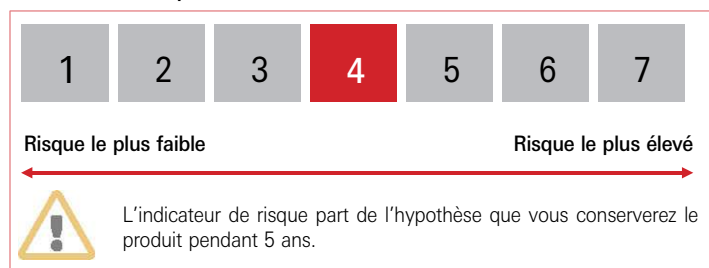 1 2 3 4 5 6 7
Risque le plus faible Risque le plus élevé
L'indicateur de risque part de l'hypothèse que vous conserverez le
produit pendant 5 ans.